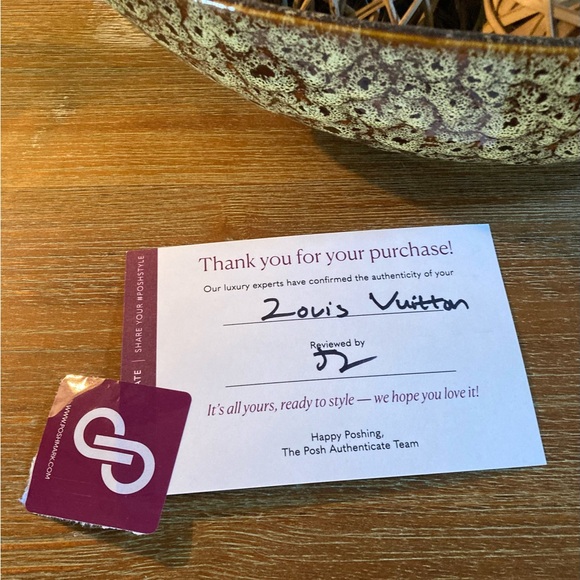 Thank you for your purchase!
Our luxury experts have confirmed the authenticity of your
Louis Vuitton
Reviewed by
It's all yours, ready to style — we hope you love it!
Happy Poshing,
The Posh Authenticate Team
SHARE YOUR #POSHSTYLE
WWW.POSHMARK.COM